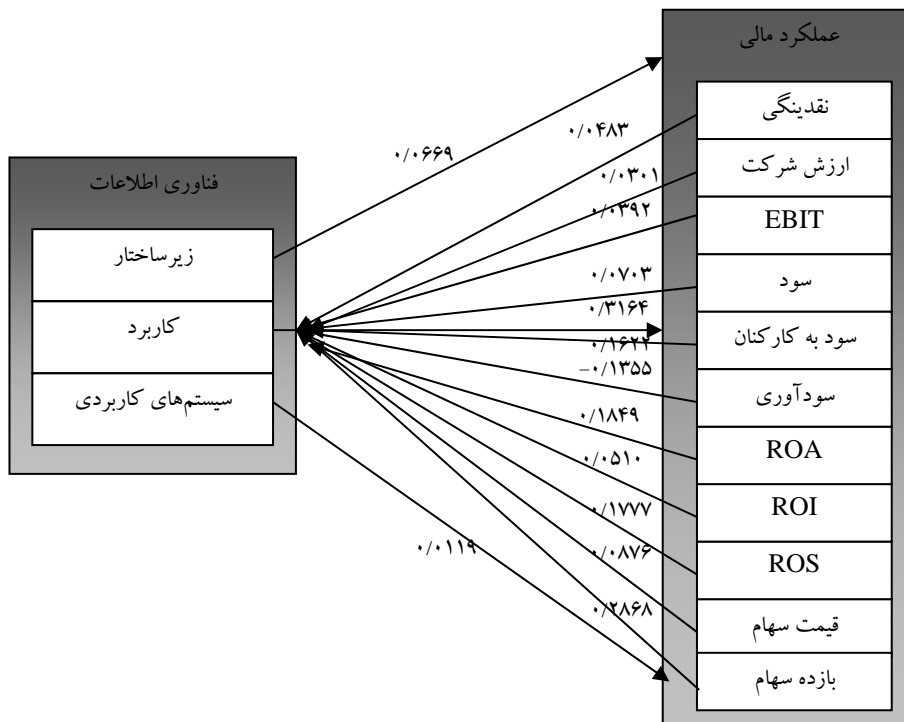 عملکرد مالی
نقدینگی
ارزش شرکت
EBIT
سود
سود به کارکنان
سودآوری
ROA
ROI
ROS
قیمت سهام
بازده سهام
۰/۰۴۸۳
۰/۰۶۶۹
۰/۰۳۰۱
۰/۰۳۹۲
۰/۰۷۰۳
۰/۳۱۶۴
۰/۱۶۲۲
-۰/۱۳۵۵
۰/۱۸۴۹
۰/۰۵۱۰
۰/۱۷۷۷
۰/۰۸۷۶
۰/۰۱۱۹
۰/۲۸۶۸
فناوری اطلاعات
زیرساختار
کاربرد
سیستم‌های کاربردی